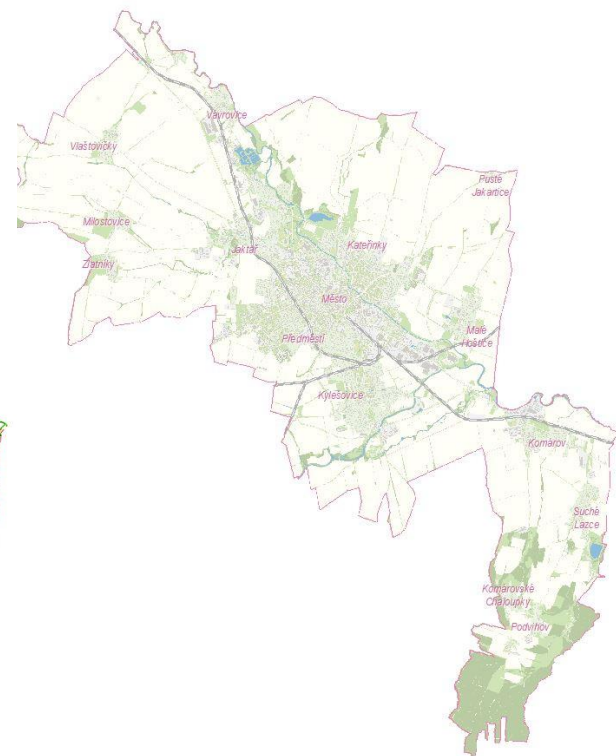 Vávrovice
Vlaštovičky
Pusté
Jakartice
Milostovice
Jaktař
Kateřinky
Zlatníky
Město
Předměstí
Malé
Hoštice
Kylešovice
Komárov
Suché
Lazce
Komárovské
Chaloupky
Podvihov